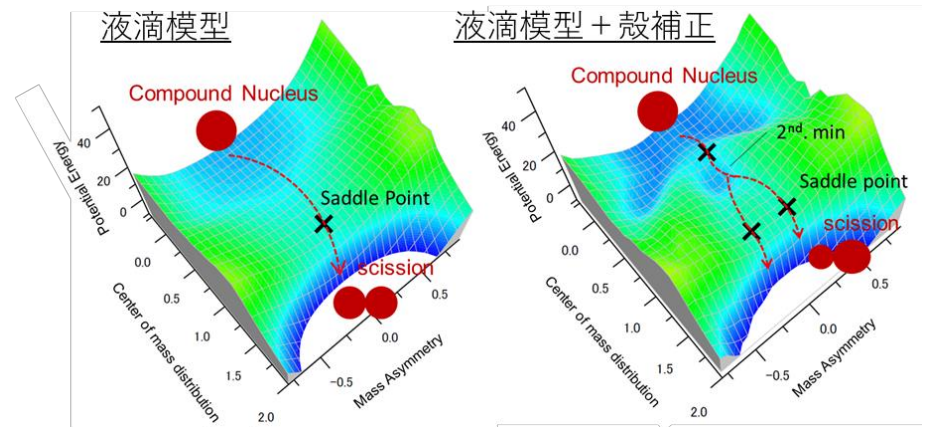 液滴模型
Compound Nucleus
Saddle Point
scission
Potential Energy
40
20
0
0.0
0.5
1.0
1.5
2.0
Center of mass distribution
-0.5
0.0
0.5
Mass Asymmetry
液滴模型+殻補正
Compound Nucleus
2nd. min
Saddle point
scission
Potential Energy
40
20
0
0.0
0.5
1.0
1.5
2.0
Center of mass distribution
-0.5
0.0
0.5
Mass Asymmetry